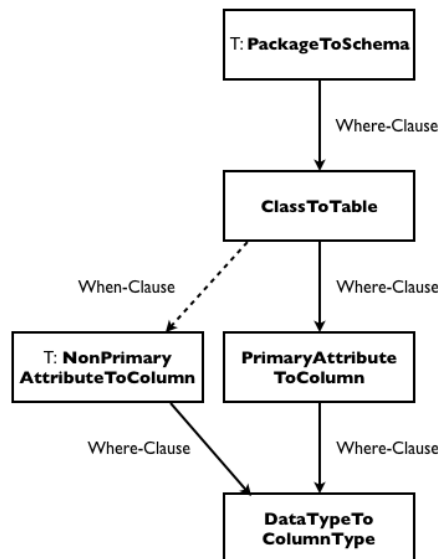 T: PackageToSchema
Where-Clause
ClassToTable
When-Clause
Where-Clause
T: NonPrimary
AttributeToColumn
PrimaryAttribute
ToColumn
Where-Clause
Where-Clause
DataTypeTo
ColumnType